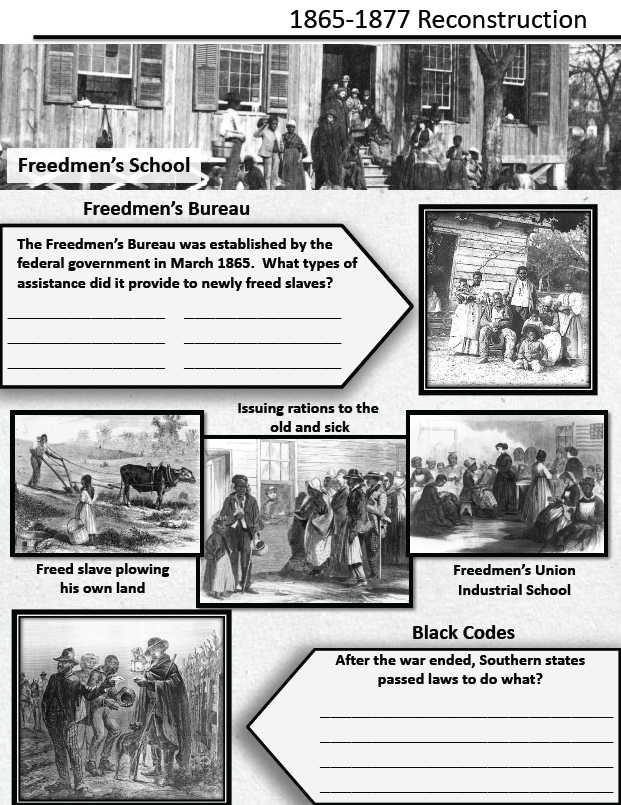 1865-1877 Reconstruction
Freedmen's School
Freedmen's Bureau
The Freedmen's Bureau was established by the
federal government in March 1865.  What types of
assistance did it provide to newly freed slaves?
Issuing rations to the
old and sick
Freed slave plowing
his own land
Freedmen's Union
Industrial School
Black Codes
After the war ended, Southern states
passed laws to do what?